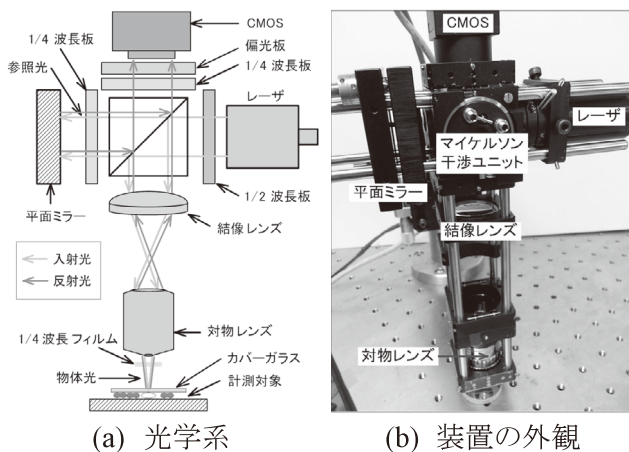 CMOS
1/4 波長板
偏光板
参照光
1/4 波長板
レーザ
平面ミラー
1/2 波長板
結像レンズ
入射光
反射光
対物レンズ
1/4 波長フィルム
カバーガラス
物体光
計測対象
(a) 光学系
CMOS
レーザ
マイケルソン
干渉ユニット
平面ミラー
結像レンズ
対物レンズ
(b) 装置の外観